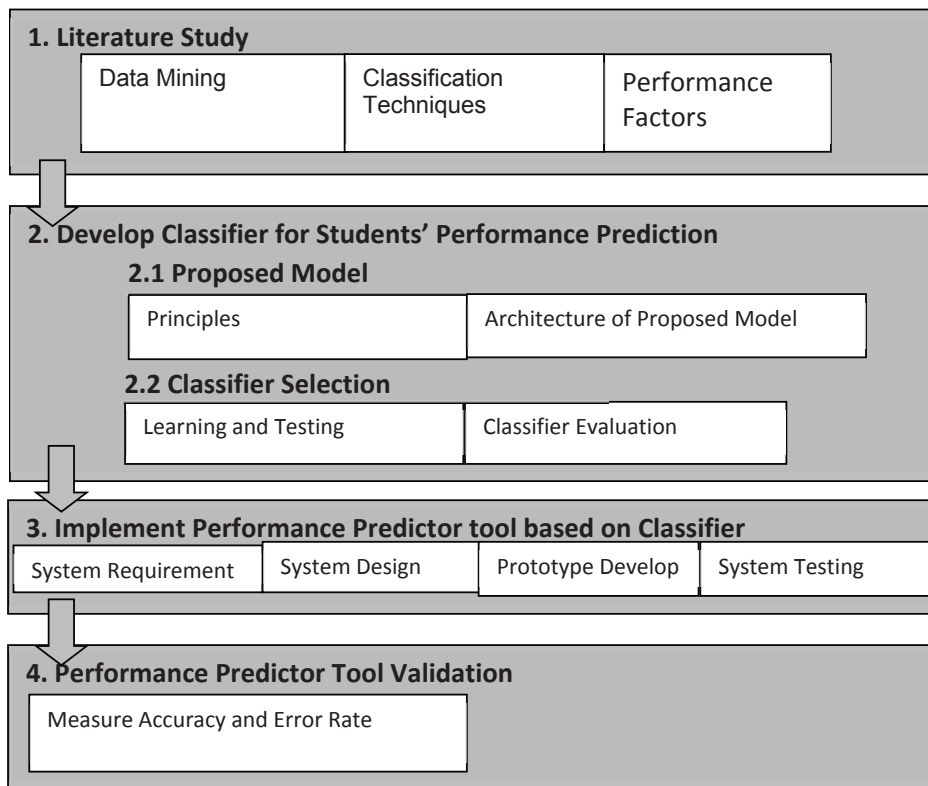 1. Literature Study
Data Mining
Classification
Techniques
Performance
Factors
2. Develop Classifier for Students’ Performance Prediction
2.1 Proposed Model
Principles
Architecture of Proposed Model
2.2 Classifier Selection
Learning and Testing
Classifier Evaluation
3. Implement Performance Predictor tool based on Classifier
System Requirement
System Design
Prototype Develop
System Testing
4. Performance Predictor Tool Validation
Measure Accuracy and Error Rate